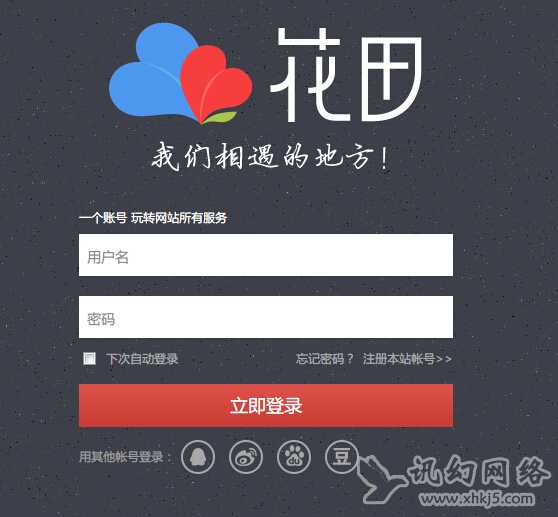 花田
我们相遇的地方!
一个账号 玩转网站所有服务
用户名
密码
下次自动登录 忘记密码? 注册本站帐号>>
立即登录
用其他帐号登录: 豆
讯幻网络
www.xhkj5.com